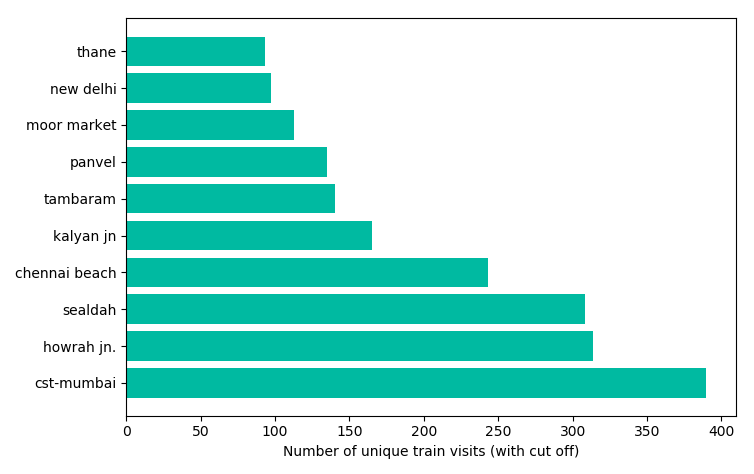 thane
new delhi
moor market
panvel
tambaram
kalyan jn
chennai beach
sealdah
howrah jn.
cst-mumbai
0 50 100 150 200 250 300 350 400
Number of unique train visits (with cut off)